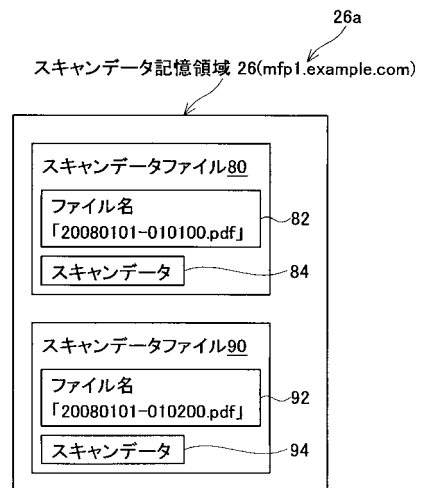 26a
スキャンデータ記憶領域 26(mfp1.example.com)
スキャンデータファイル80
ファイル名
「20080101-010100.pdf」
82
スキャンデータ
84
スキャンデータファイル90
ファイル名
「20080101-010200.pdf」
92
スキャンデータ
94